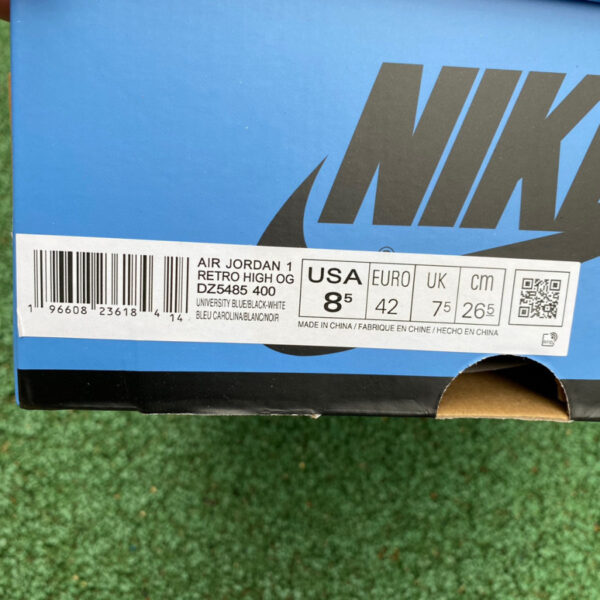 NIKE
AIR JORDAN 1
RETRO HIGH OG
DZ5485 400
UNIVERSITY BLUE/BLACK-WHITE
BLEU CAROLINA/BLANC/NOIR
1 96608 23618 4 14
USA
8⁵
EURO
42
UK
7⁵
cm
26⁵
MADE IN CHINA / FABRIQUE EN CHINE / HECHO EN CHINA
®